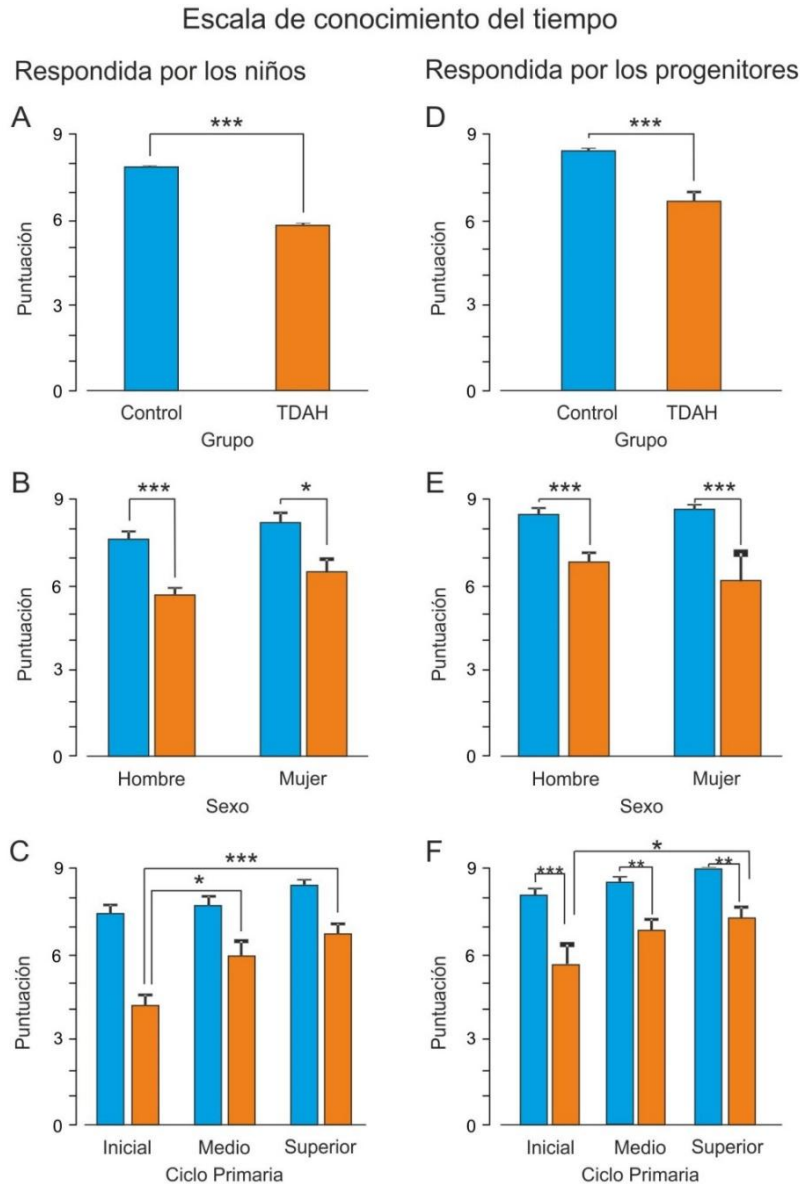 Escala de conocimiento del tiempo
Respondida por los niños
Respondida por los progenitores
A
***
9
6
3
0
Puntuación
Control
TDAH
Grupo
D
***
9
6
3
0
Puntuación
Control
TDAH
Grupo
B
***
*
9
6
3
0
Puntuación
Hombre
Mujer
Sexo
E
***
***
9
6
3
0
Puntuación
Hombre
Mujer
Sexo
C
***
*
9
6
3
0
Puntuación
Inicial
Medio
Superior
Ciclo Primaria
F
*
***
**
**
9
6
3
0
Puntuación
Inicial
Medio
Superior
Ciclo Primaria